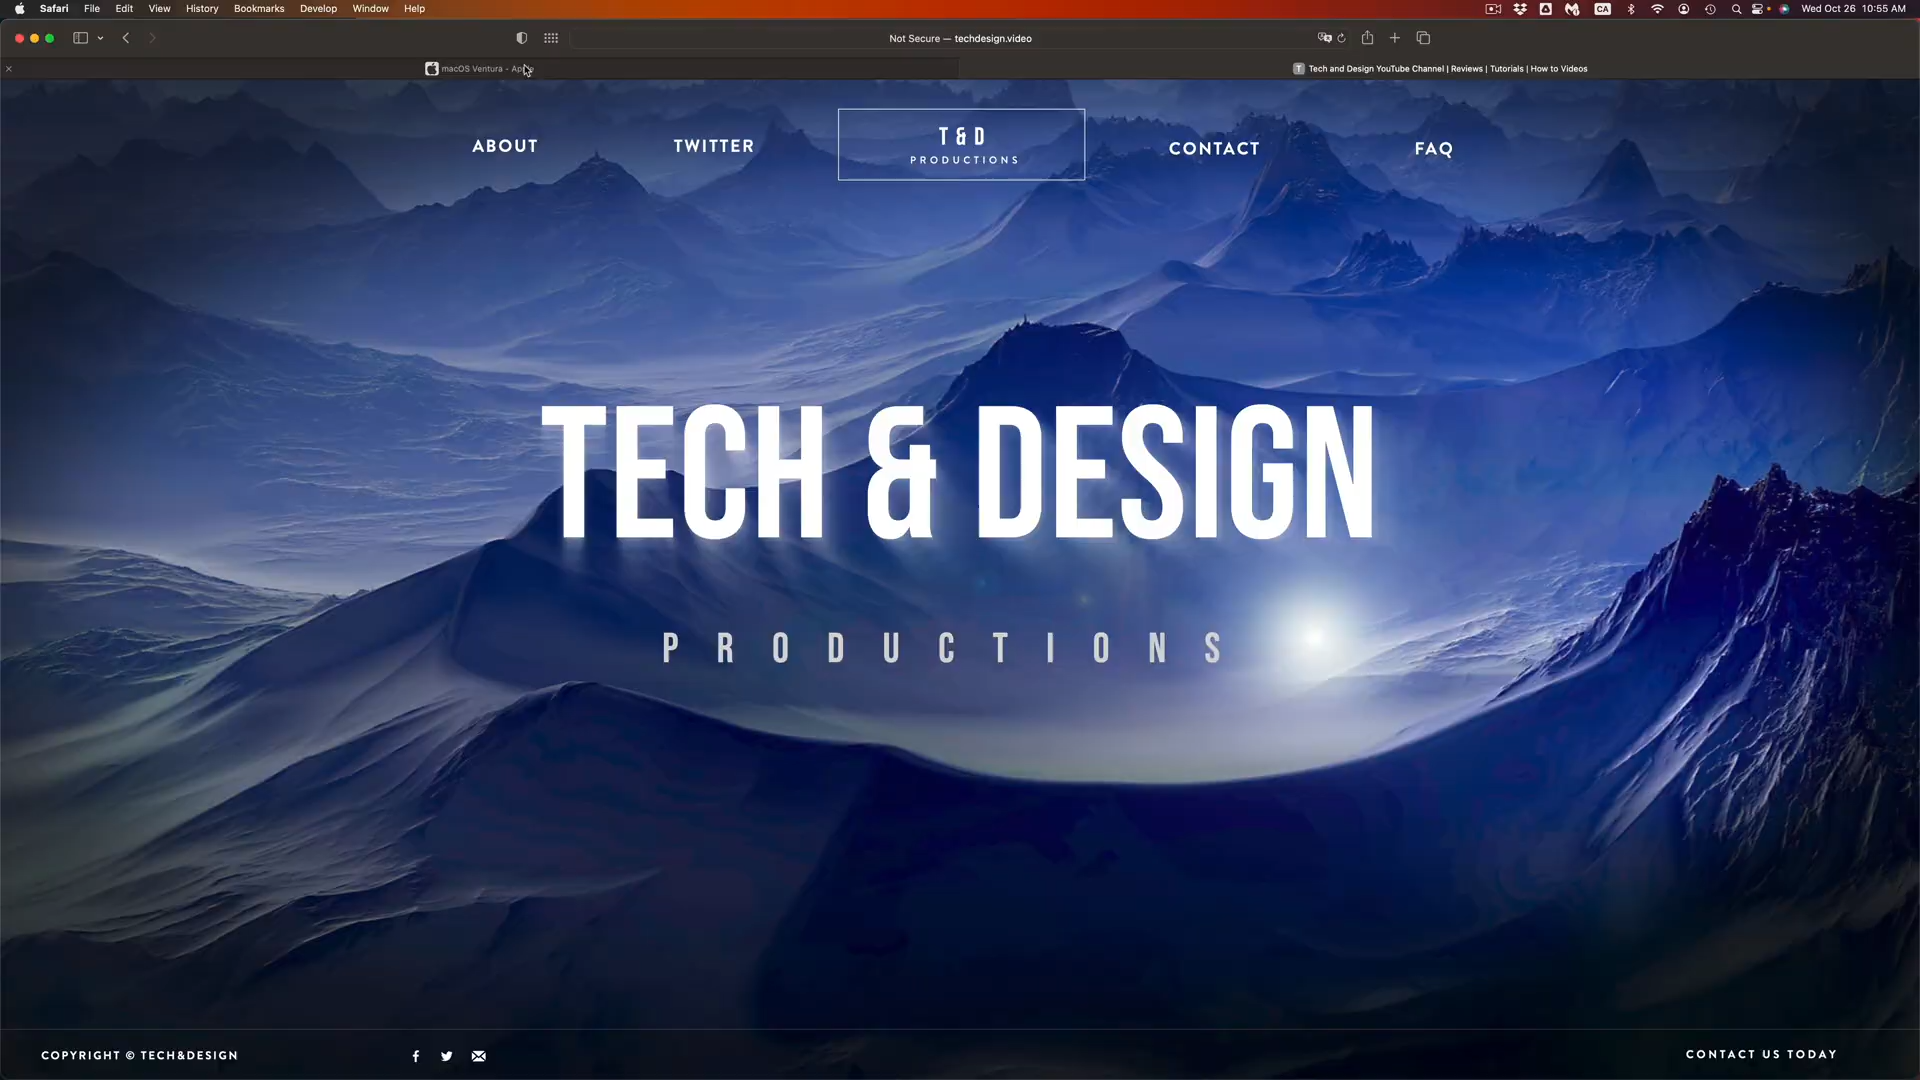 Safari File Edit View History Bookmarks Develop Window Help CA Wed Oct 26 10:55 AM
Not Secure — techdesign.video
macOS Ventura - T Tech and Design YouTube Channel | Reviews | Tutorials | How to Videos
ABOUT TWITTER T & D CONTACT FAQ
PRODUCTIONS
TECH & DESIGN
PRODUCTIONS
COPYRIGHT © TECH&DESIGN CONTACT US TODAY